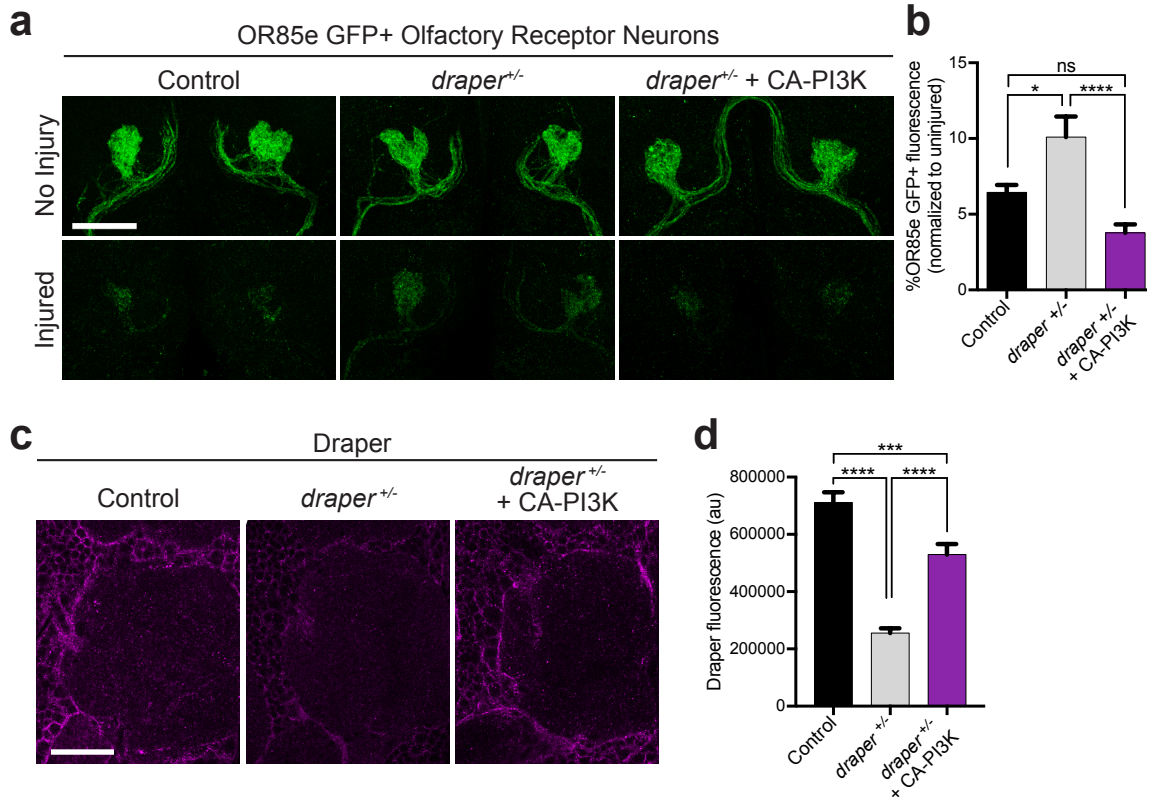 a
OR85e GFP+ Olfactory Receptor Neurons
Control
draper+/-
draper+/- + CA-PI3K
No Injury
Injured
b
%OR85e GFP+ fluorescence
(normalized to uninjured)
15
10
5
0
ns
*
****
Control
draper +/-
draper +/-
+ CA-PI3K
c
Draper
Control
draper+/-
draper +/-
+ CA-PI3K
d
Draper fluorescence (au)
800000
600000
400000
200000
0
***
****
****
Control
draper +/-
draper +/-
+ CA-PI3K